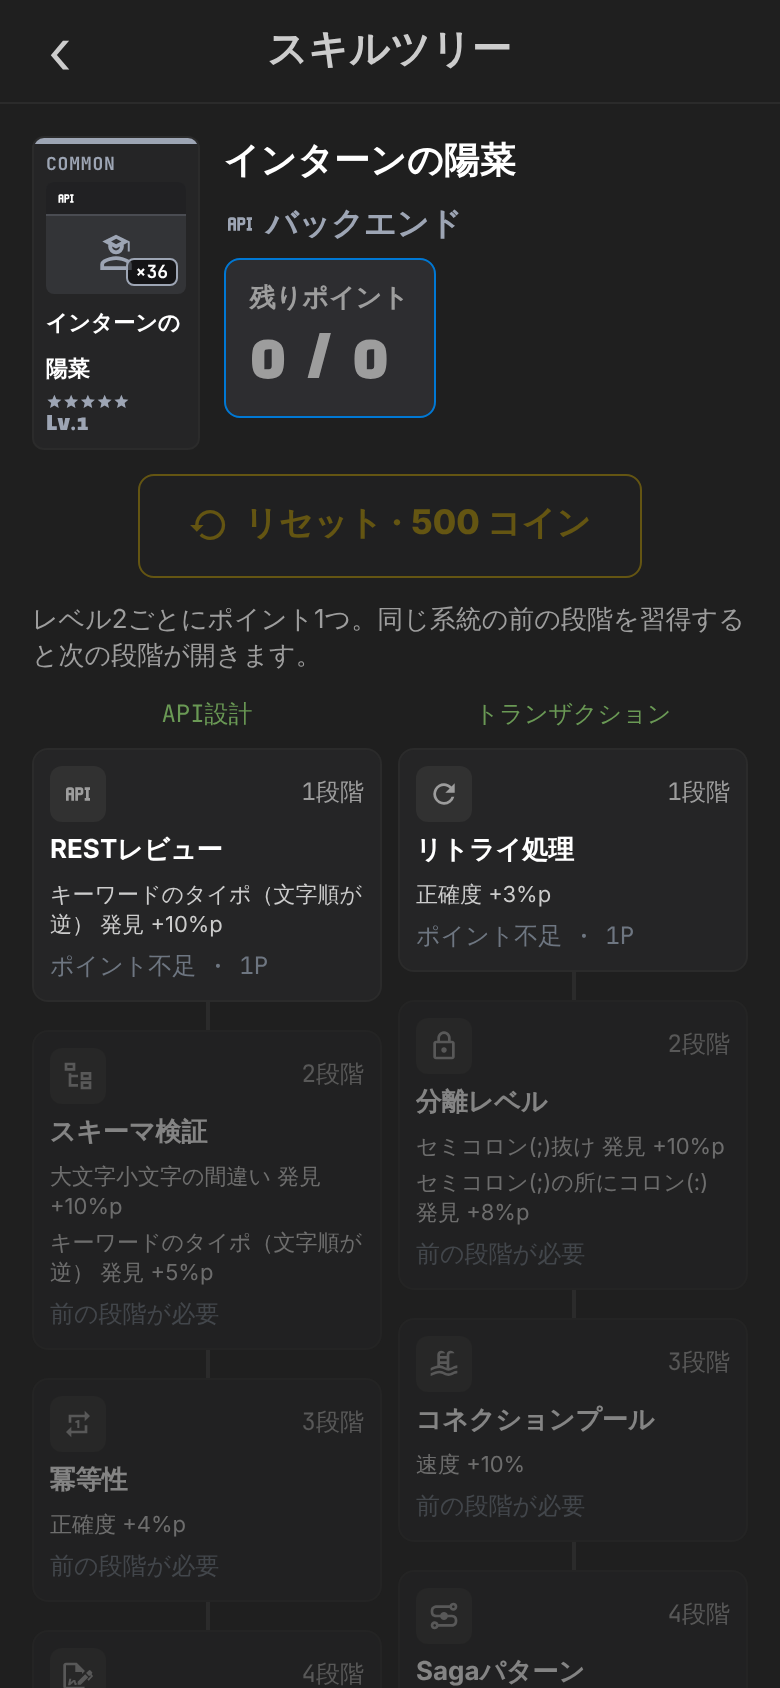 スキルツリー
COMMON
API
×36
インターンの
陽菜
★★★★★
Lv.1
インターンの陽菜
API バックエンド
残りポイント
0 / 0
リセット · 500 コイン
レベル2ごとにポイント1つ。同じ系統の前の段階を習得する
と次の段階が開きます。
API設計
API
1段階
RESTレビュー
キーワードのタイポ（文字順が
逆） 発見 +10%p
ポイント不足 · 1P
2段階
スキーマ検証
大文字小文字の間違い 発見
+10%p
キーワードのタイポ（文字順が
逆） 発見 +5%p
前の段階が必要
3段階
冪等性
正確度 +4%p
前の段階が必要
4段階
トランザクション
1段階
リトライ処理
正確度 +3%p
ポイント不足 · 1P
2段階
分離レベル
セミコロン(;)抜け 発見 +10%p
セミコロン(;)の所にコロン(:)
発見 +8%p
前の段階が必要
3段階
コネクションプール
速度 +10%
前の段階が必要
4段階
Sagaパターン